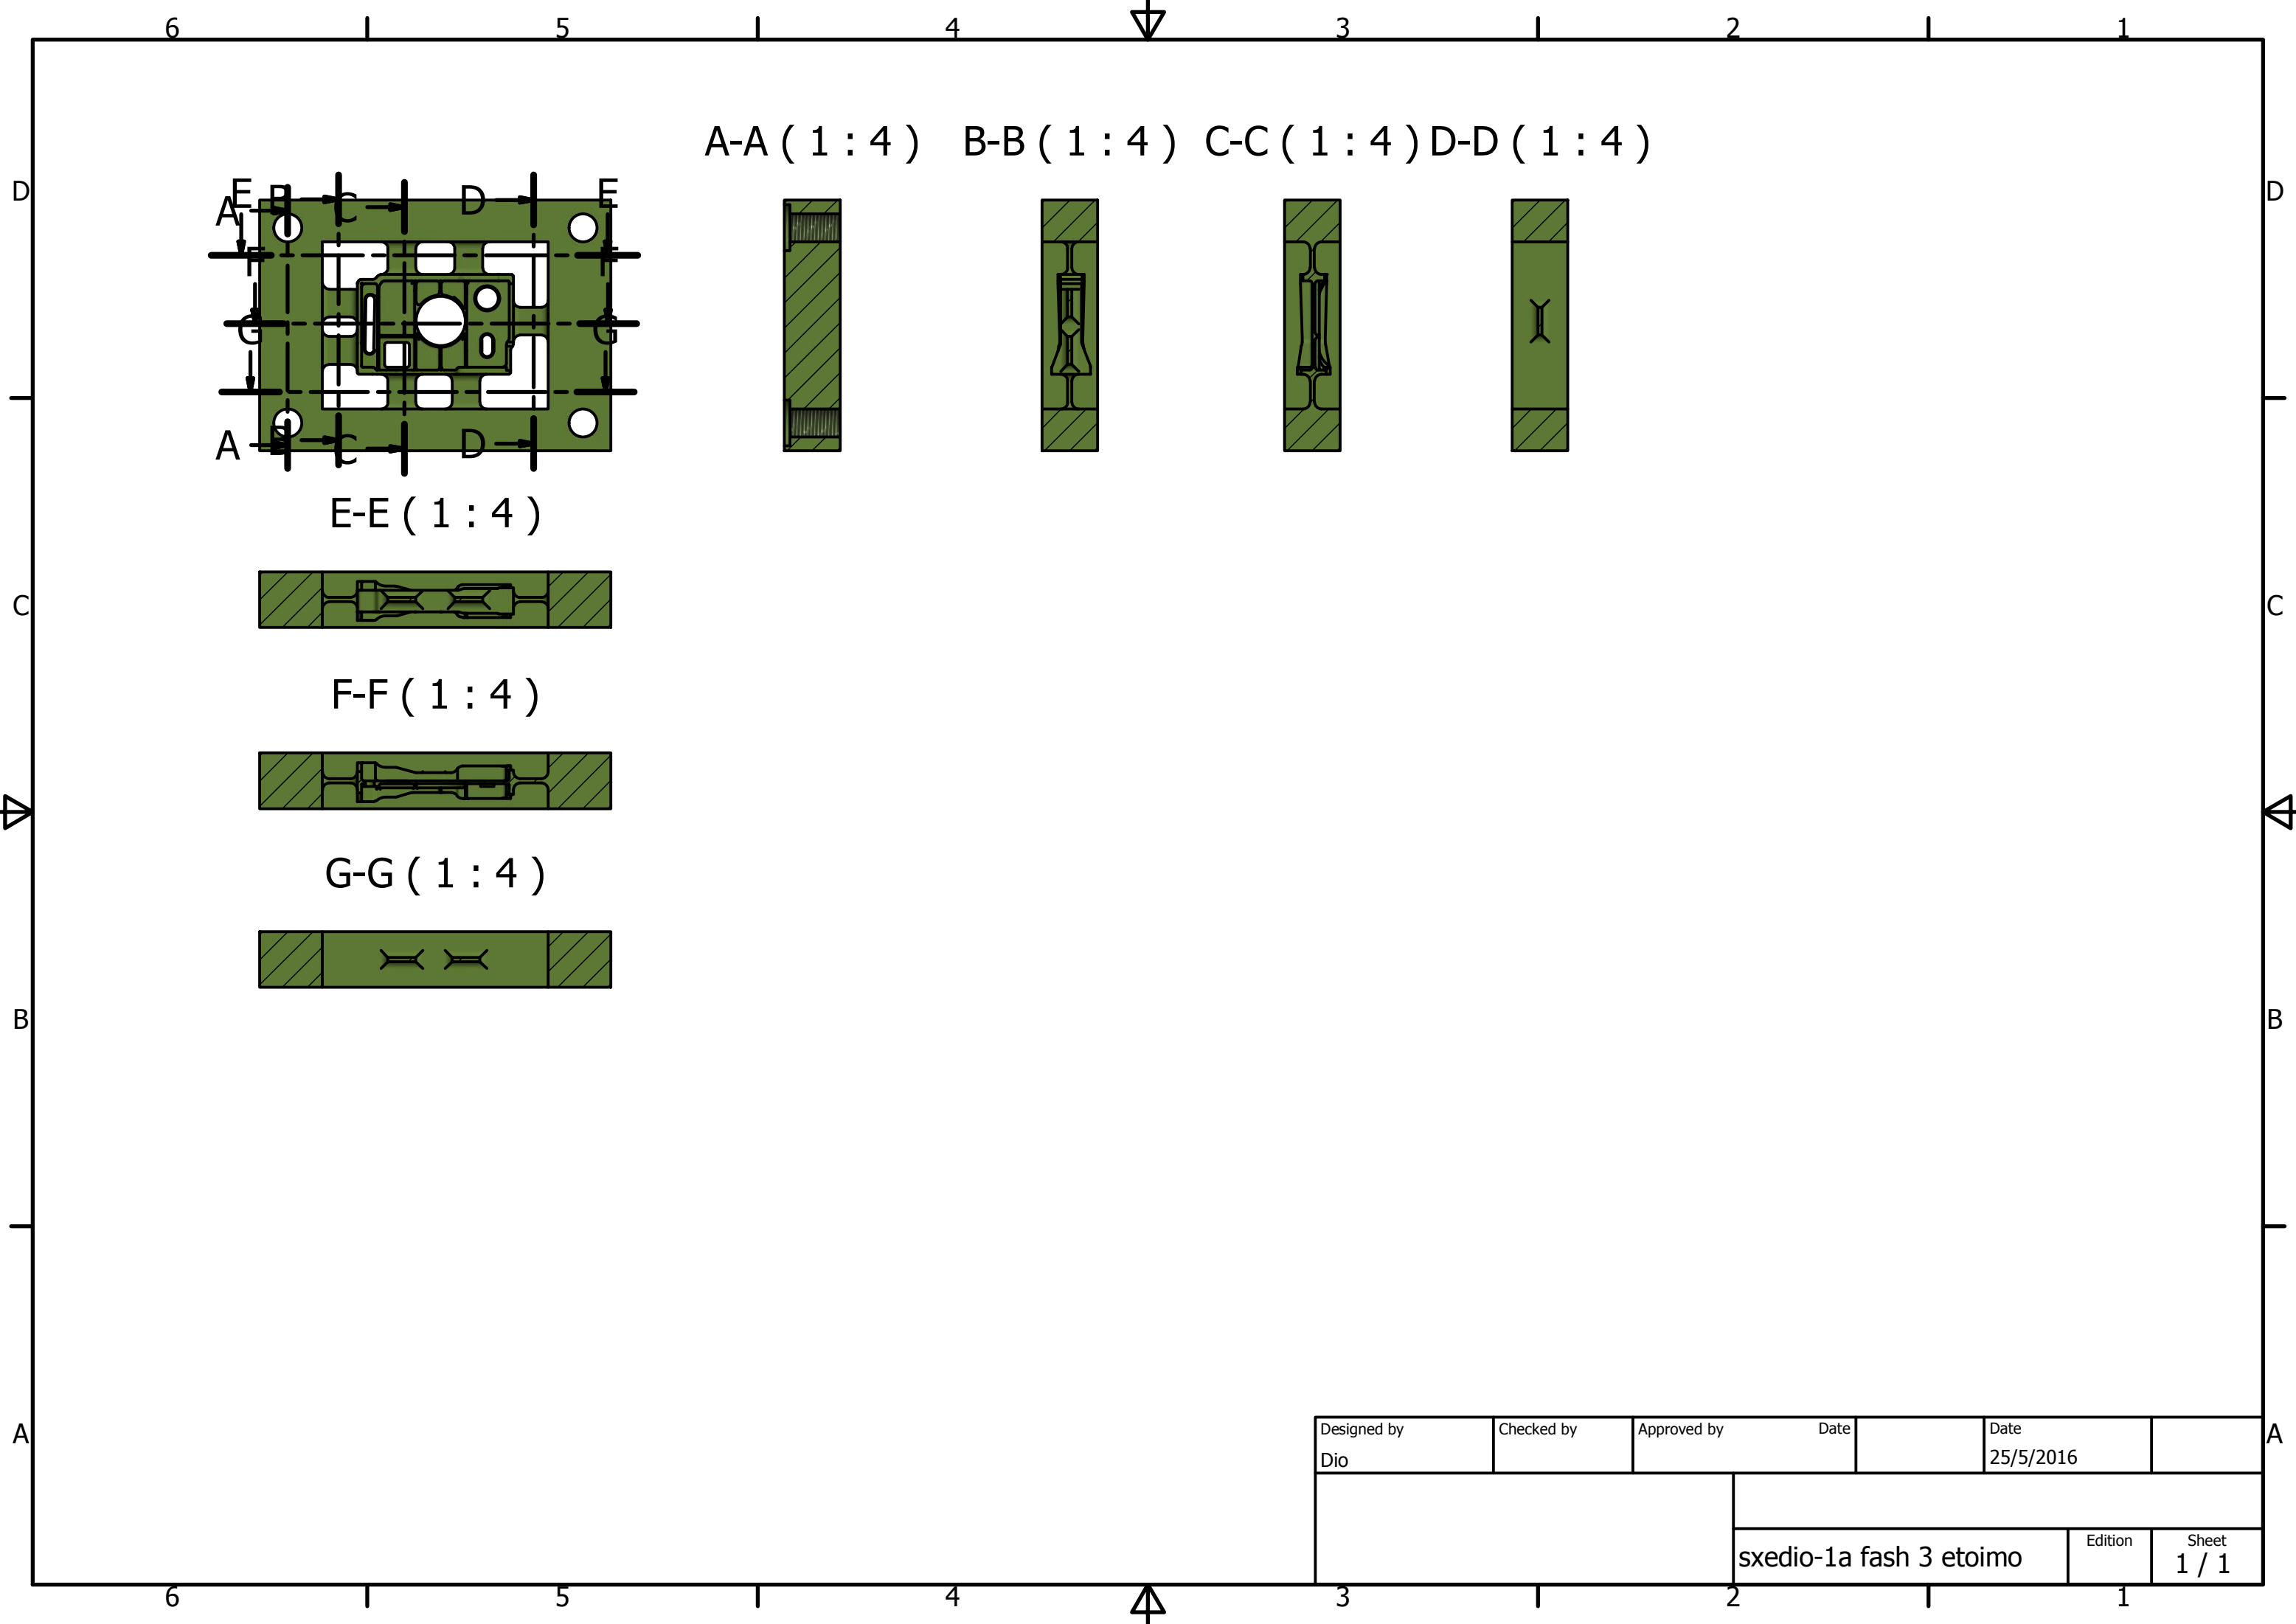 6 5 4 3 2 1
A-A ( 1 : 4 ) B-B ( 1 : 4 ) C-C ( 1 : 4 ) D-D ( 1 : 4 )
D D
E B C D E
A
F F
G G
A B C D
E-E ( 1 : 4 )
C C
F-F ( 1 : 4 )
G-G ( 1 : 4 )
B B
A A
Designed by Checked by Approved by Date Date
Dio 25/5/2016
sxedio-1a fash 3 etoimo Edition Sheet
1 / 1
6 5 4 3 2 1